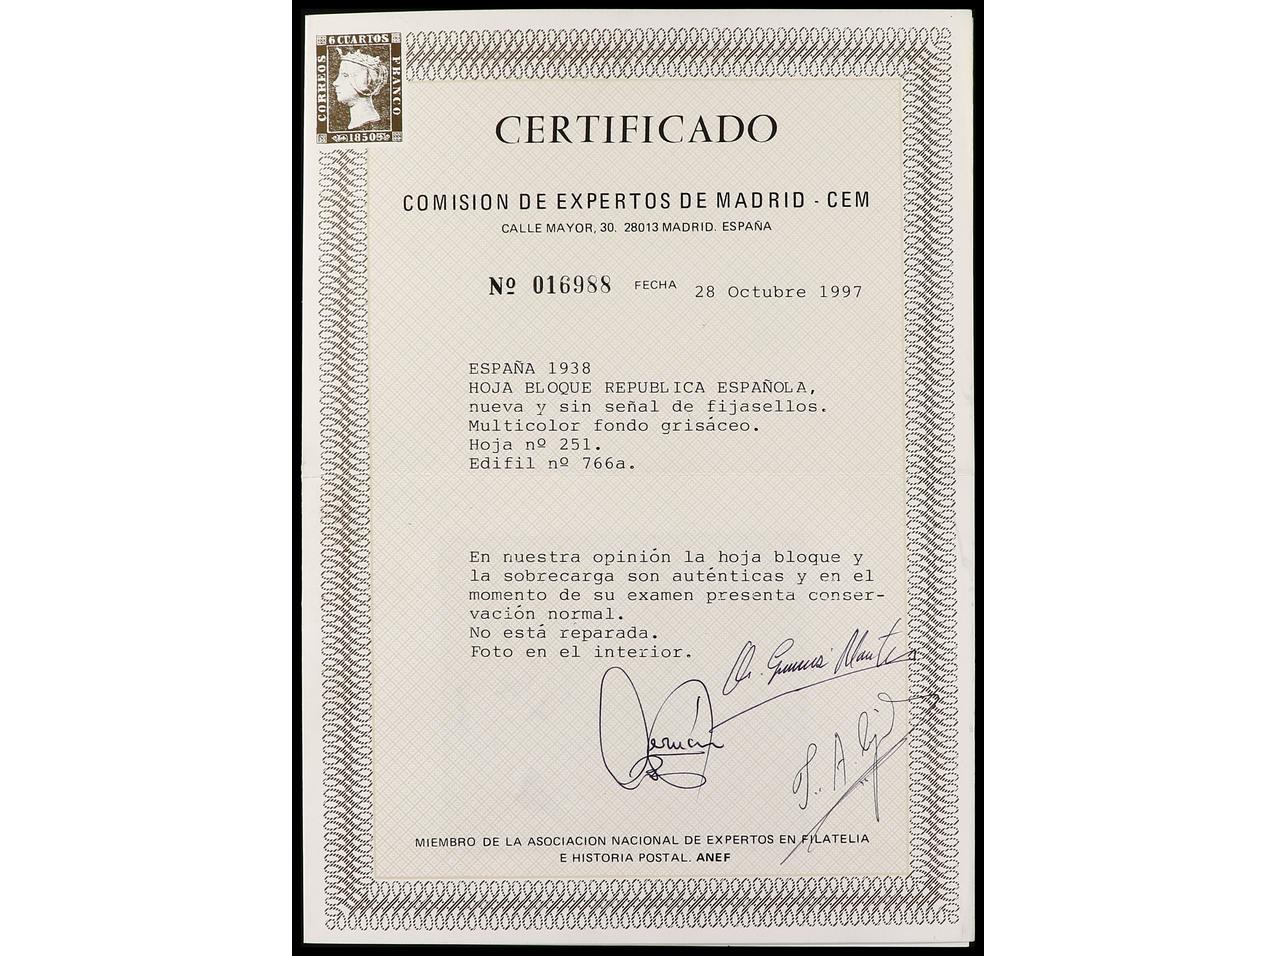 6 CUARTOS
CORREOS
FRANCO
1850
CERTIFICADO
COMISION DE EXPERTOS DE MADRID - CEM
CALLE MAYOR, 30. 28013 MADRID. ESPAÑA
Nº 016988 FECHA 28 Octubre 1997
ESPAÑA 1938
HOJA BLOQUE REPUBLICA ESPAÑOLA,
nueva y sin señal de fijasellos.
Multicolor fondo grisáceo.
Hoja nº 251.
Edifil nº 766a.
En nuestra opinión la hoja bloque y
la sobrecarga son auténticas y en el
momento de su examen presenta conser-
vación normal.
No está reparada.
Foto en el interior.
MIEMBRO DE LA ASOCIACION NACIONAL DE EXPERTOS EN FILATELIA
E HISTORIA POSTAL. ANEF